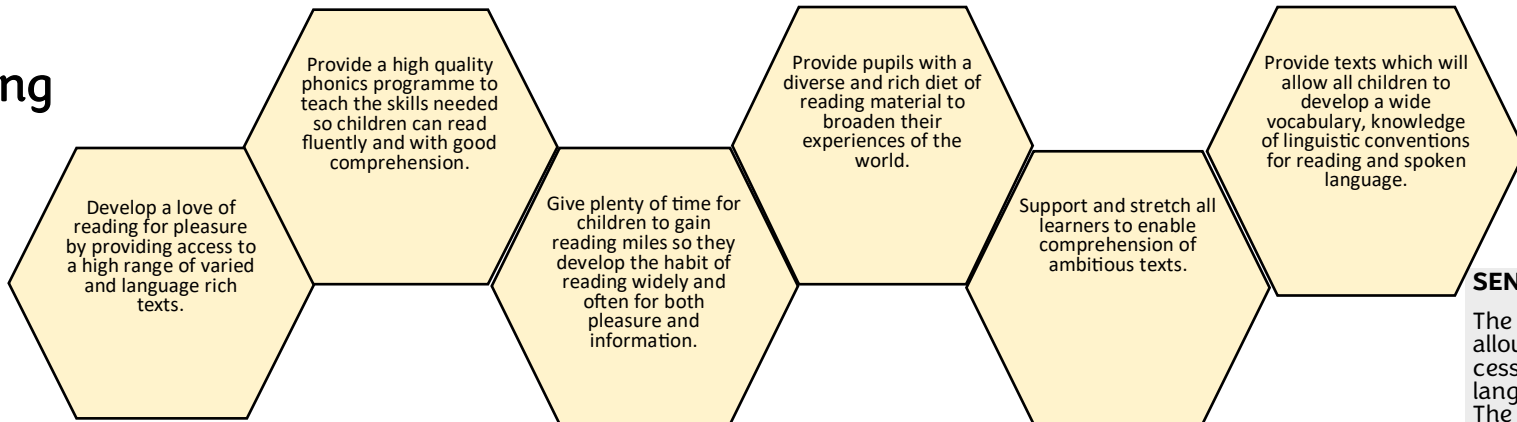 ng
Develop a love of
reading for pleasure
by providing access to
a high range of varied
and language rich
texts.
Provide a high quality
phonics programme to
teach the skills needed
so children can read
fluently and with good
comprehension.
Give plenty of time for
children to gain
reading miles so they
develop the habit of
reading widely and
often for both
pleasure and
information.
Provide pupils with a
diverse and rich diet of
reading material to
broaden their
experiences of the
world.
Support and stretch all
learners to enable
comprehension of
ambitious texts.
Provide texts which will
allow all children to
develop a wide
vocabulary, knowledge
of linguistic conventions
for reading and spoken
language.
SEN
The
allow
cess
lang
The